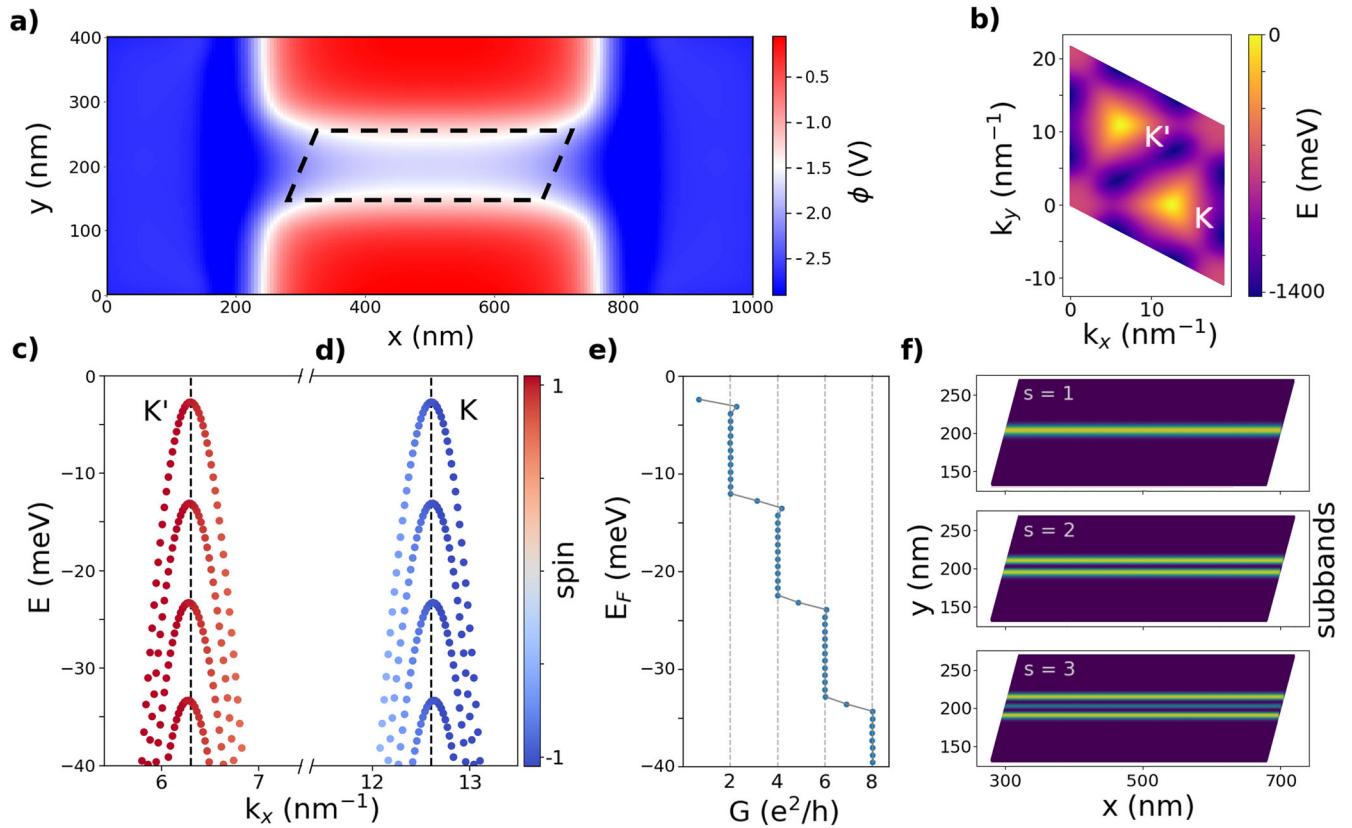 a)
400
300
200
100
0
y (nm)
0
200
400
600
800
1000
x (nm)
-0.5
-1.0
-1.5
-2.0
-2.5
ϕ (V)
b)
20
10
0
-10
k_y (nm⁻¹)
0
10
k_x (nm⁻¹)
K'
K
0
-1400
E (meV)
c)
0
−10
−20
−30
−40
E (meV)
K'
6
7
k_x (nm⁻¹)
d)
K
12
13
1
-1
spin
e)
0
−10
−20
−30
−40
E_F (meV)
2
4
6
8
G (e²/h)
f)
250
200
150
s = 1
250
200
150
s = 2
250
200
150
s = 3
y (nm)
subbands
300
500
700
x (nm)